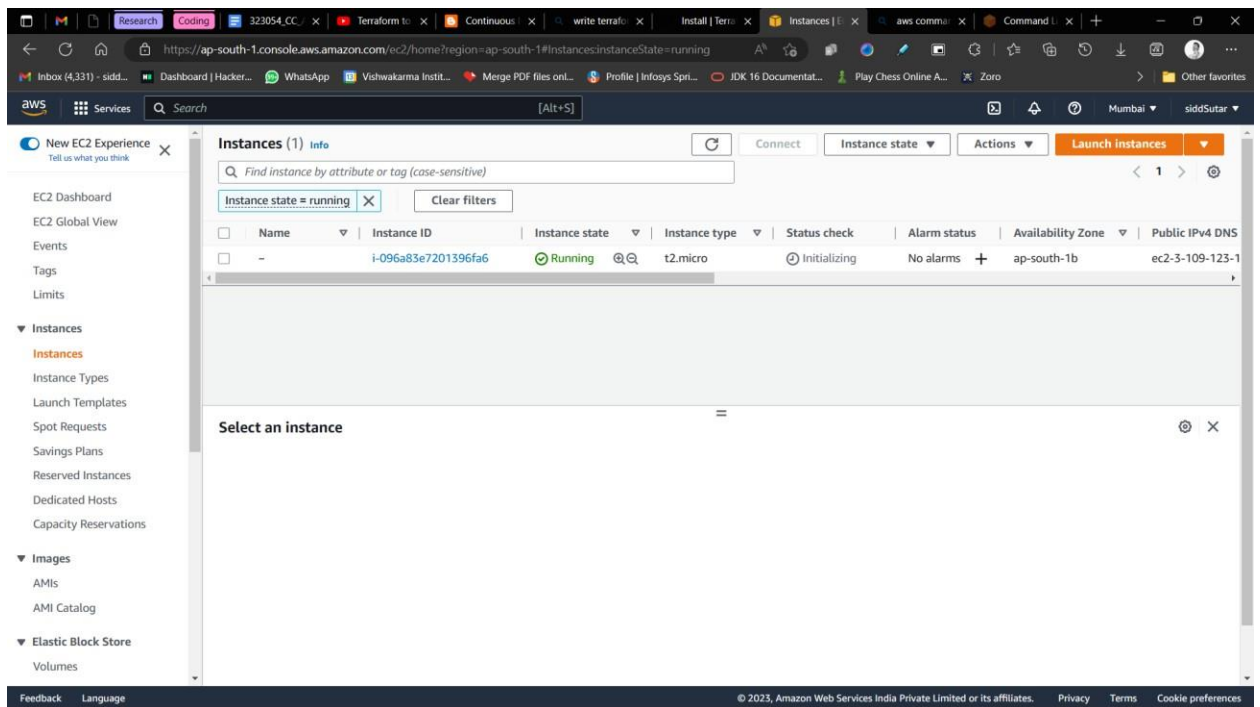 Research Coding 323054_CC_/ Terraform to Continuous write terrafo Install | Terra Instances | E aws comman Command Li
https://ap-south-1.console.aws.amazon.com/ec2/home?region=ap-south-1#Instances:instanceState=running
Inbox (4,331) - sidd... Dashboard | Hacker... WhatsApp Vishwakarma Instit... Merge PDF files onl... Profile | Infosys Spri... JDK 16 Documentat... Play Chess Online A... Zoro Other favorites
aws Services Search [Alt+S] Mumbai siddSutar
New EC2 Experience
Tell us what you think
EC2 Dashboard
EC2 Global View
Events
Tags
Limits
Instances
Instances
Instance Types
Launch Templates
Spot Requests
Savings Plans
Reserved Instances
Dedicated Hosts
Capacity Reservations
Images
AMIs
AMI Catalog
Elastic Block Store
Volumes
Instances (1) Info Connect Instance state Actions Launch instances
Find instance by attribute or tag (case-sensitive) 1
Instance state = running Clear filters
Name Instance ID Instance state Instance type Status check Alarm status Availability Zone Public IPv4 DNS
– i-096a83e7201396fa6 Running t2.micro Initializing No alarms + ap-south-1b ec2-3-109-123-1
Select an instance
Feedback Language © 2023, Amazon Web Services India Private Limited or its affiliates. Privacy Terms Cookie preferences